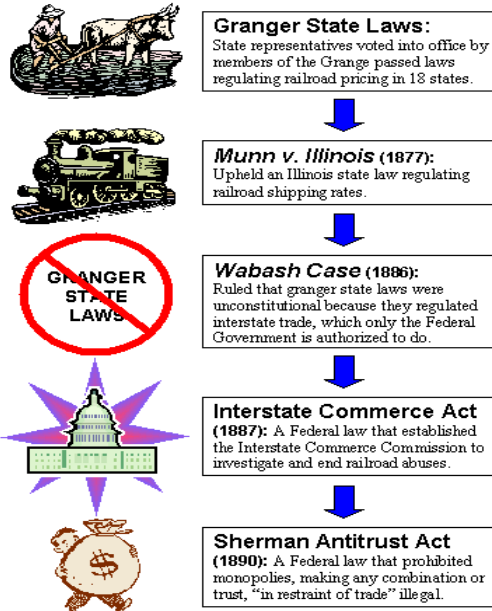 Granger State Laws:
State representatives voted into office by
members of the Grange passed laws
regulating railroad pricing in 18 states.
Munn v. Illinois (1877):
Upheld an Illinois state law regulating
railroad shipping rates.
GRANGER
STATE
LAWS
Wabash Case (1886):
Ruled that granger state laws were
unconstitutional because they regulated
interstate trade, which only the Federal
Government is authorized to do.
Interstate Commerce Act
(1887): A Federal law that established
the Interstate Commerce Commission to
investigate and end railroad abuses.
$
Sherman Antitrust Act
(1890): A Federal law that prohibited
monopolies, making any combination or
trust, "in restraint of trade" illegal.